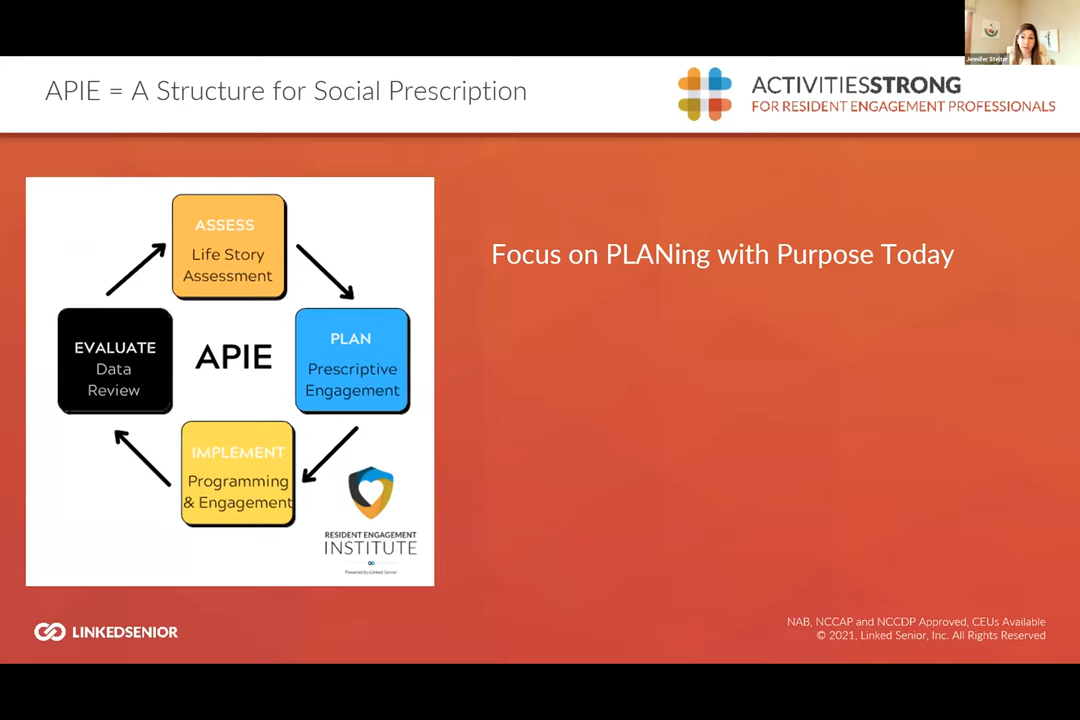 Jennifer Stelter
APIE = A Structure for Social Prescription
ACTIVITIESSTRONG
FOR RESIDENT ENGAGEMENT PROFESSIONALS
ASSESS
Life Story
Assessment
Focus on PLANing with Purpose Today
EVALUATE
Data
Review
APIE
PLAN
Prescriptive
Engagement
IMPLEMENT
Programming
& Engagement
RESIDENT ENGAGEMENT
INSTITUTE
Powered by Linked Senior
LINKEDSENIOR
NAB, NCCAP and NCCDP Approved, CEUs Available
© 2021, Linked Senior, Inc. All Rights Reserved